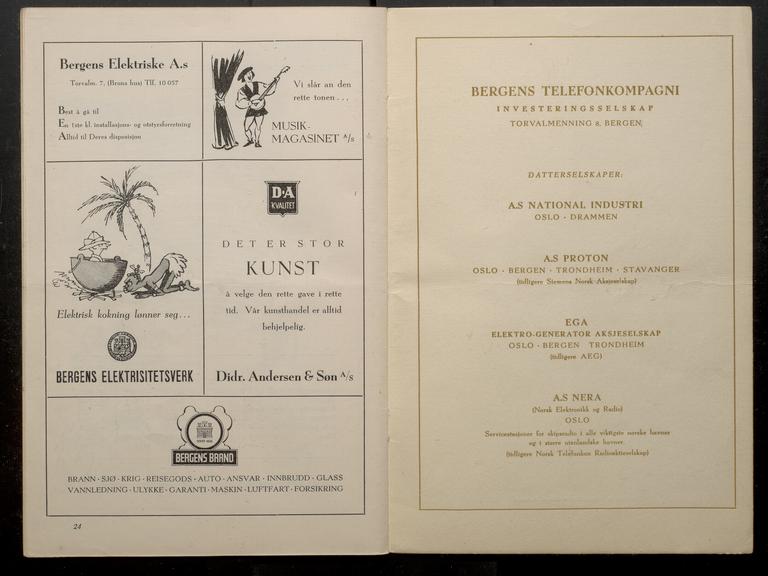 Bergens Elektriske A.s
Torvalm. 7, (Brons hus) Tlf. 10 057
Best å gå til
En 1ste kl. installasjons- og utstyrsforretning
Alltid til Deres disposisjon
Vi slår an den
rette tonen...
MUSIK-
MAGASINET A/s
Elektrisk kokning lønner seg...
BERGENS ELEKTRISITETSVERK
D·A
KVALITET
DET ER STOR
KUNST
å velge den rette gave i rette
tid. Vår kunsthandel er alltid
behjelpelig.
Didr. Andersen & Søn A/s
BERGENS BRAND
BRANN · SJØ · KRIG · REISEGODS · AUTO · ANSVAR · INNBRUDD · GLASS
VANNLEDNING · ULYKKE · GARANTI · MASKIN · LUFTFART · FORSIKRING
24
BERGENS TELEFONKOMPAGNI
INVESTERINGSSELSKAP
TORVALMENNING 8, BERGEN
DATTERSELSKAPER:
A.S NATIONAL INDUSTRI
OSLO · DRAMMEN
A.S PROTON
OSLO · BERGEN · TRONDHEIM · STAVANGER
(tidligere Siemens Norsk Aksjeselskap)
EGA
ELEKTRO-GENERATOR AKSJESELSKAP
OSLO · BERGEN TRONDHEIM
(tidligere AEG)
A.S NERA
(Norsk Elektronikk og Radio)
OSLO
Servicestasjoner for skipsradio i alle viktigste norske havner
og i større utenlandske havner.
(tidligere Norsk Telefunken Radioaktieselskap)